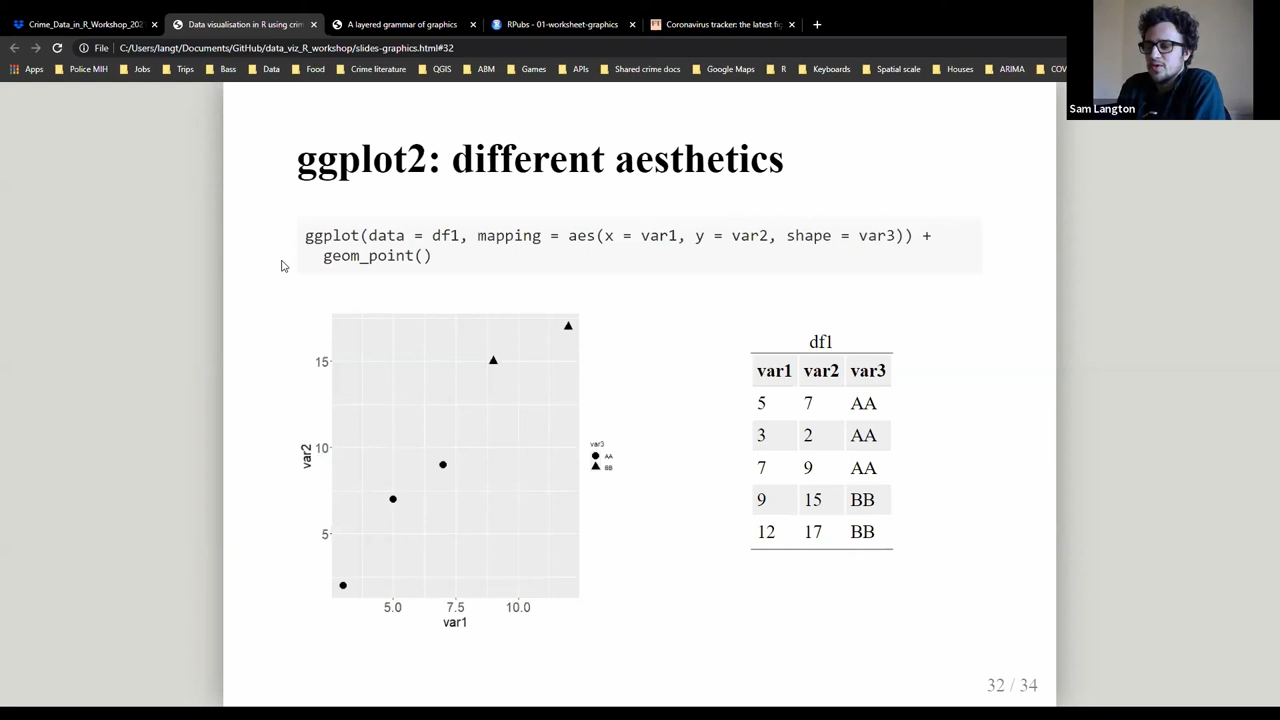 Crime_Data_in_R_Workshop_202
Data visualisation in R using crim
A layered grammar of graphics
RPubs - 01-worksheet-graphics
Coronavirus tracker: the latest fi
File
C:/Users/langt/Documents/GitHub/data_viz_R_workshop/slides-graphics.html#32
Apps
Police MIH
Jobs
Trips
Bass
Data
Food
Crime literature
QGIS
ABM
Games
APIs
Shared crime docs
Google Maps
R
Keyboards
Spatial scale
Houses
ARIMA
COV
Sam Langton
ggplot2: different aesthetics
ggplot(data = df1, mapping = aes(x = var1, y = var2, shape = var3)) +
geom_point()
15
10
5
var2
5.0 7.5 10.0
var1
var3
AA
BB
df1
var1 var2 var3
5 7 AA
3 2 AA
7 9 AA
9 15 BB
12 17 BB
32 / 34